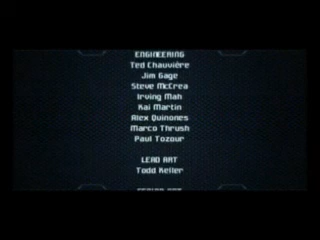 ENGINEERING
Ted Chauvière
Jim Gage
Steve McCrea
Irving Mah
Kai Martin
Alex Quinones
Marco Thrush
Paul Tozour
LEAD ART
Todd Keller